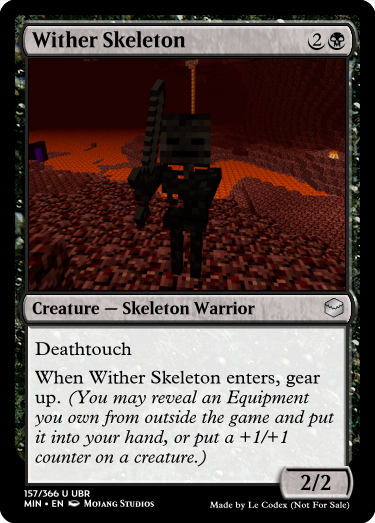 Wither Skeleton 2
Creature — Skeleton Warrior
Deathtouch
When Wither Skeleton enters, gear
up. (You may reveal an Equipment
you own from outside the game and put
it into your hand, or put a +1/+1
counter on a creature.)
2/2
157/366 U UBR
MIN • EN Mojang Studios Made by Le Codex (Not For Sale)